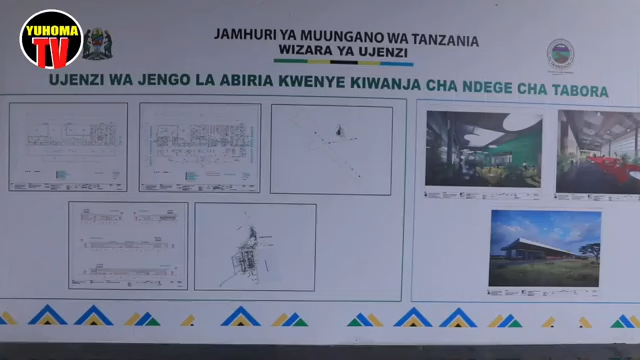 YUHOMA
TV
JAMHURI YA MUUNGANO WA TANZANIA
WIZARA YA UJENZI
UJENZI WA JENGO LA ABIRIA KWENYE KIWANJA CHA NDEGE CHA TABORA